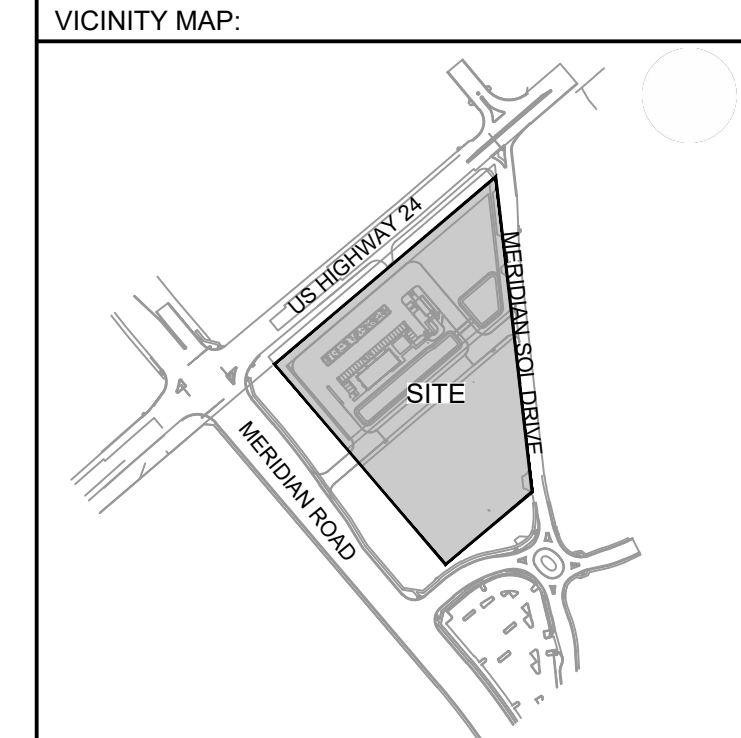 VICINITY MAP:
US HIGHWAY 24
MERIDIAN SOL DRIVE
SITE
MERIDIAN ROAD